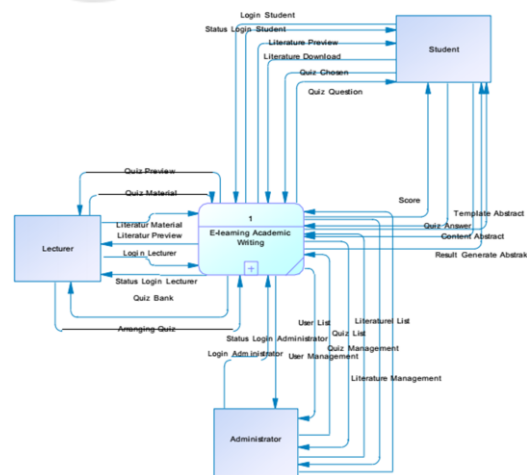 Login Student
Status Login Student
Literature Preview
Literature Download
Quiz Chosen
Quiz Question
Student
Quiz Preview
Quiz Material
Literatur Material
Literatur Preview
Login Lecturer
Status Login Lecturer
Quiz Bank
Arranging Quiz
Lecturer
1
E-learning Academic
Writing
Score
Template Abstract
Quiz Answer
Content Abstract
Result Generate Abstrak
User List
Literaturel List
Quiz List
Status Login Administrator
Quiz Management
Login Administrator
User Management
Literature Management
Administrator